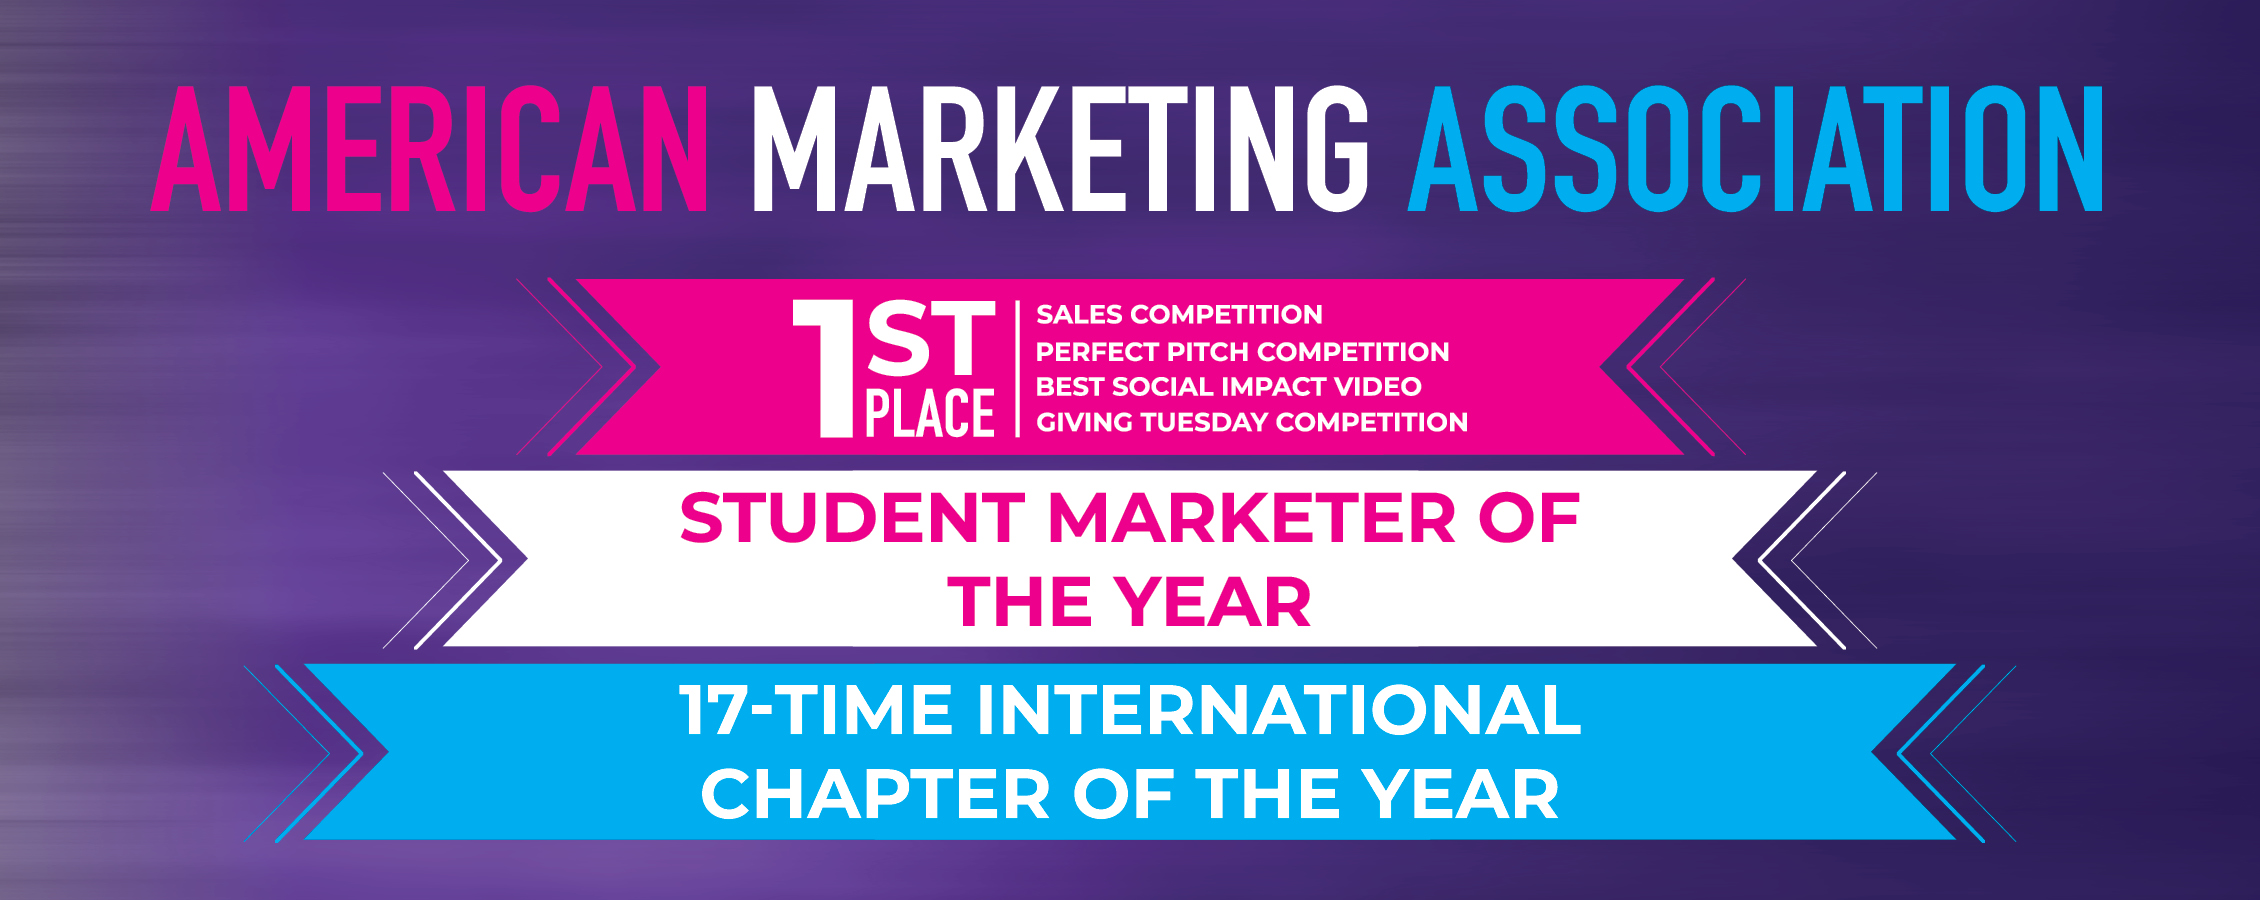 AMERICAN MARKETING ASSOCIATION
1ST PLACE
SALES COMPETITION
PERFECT PITCH COMPETITION
BEST SOCIAL IMPACT VIDEO
GIVING TUESDAY COMPETITION
STUDENT MARKETER OF
THE YEAR
17-TIME INTERNATIONAL
CHAPTER OF THE YEAR